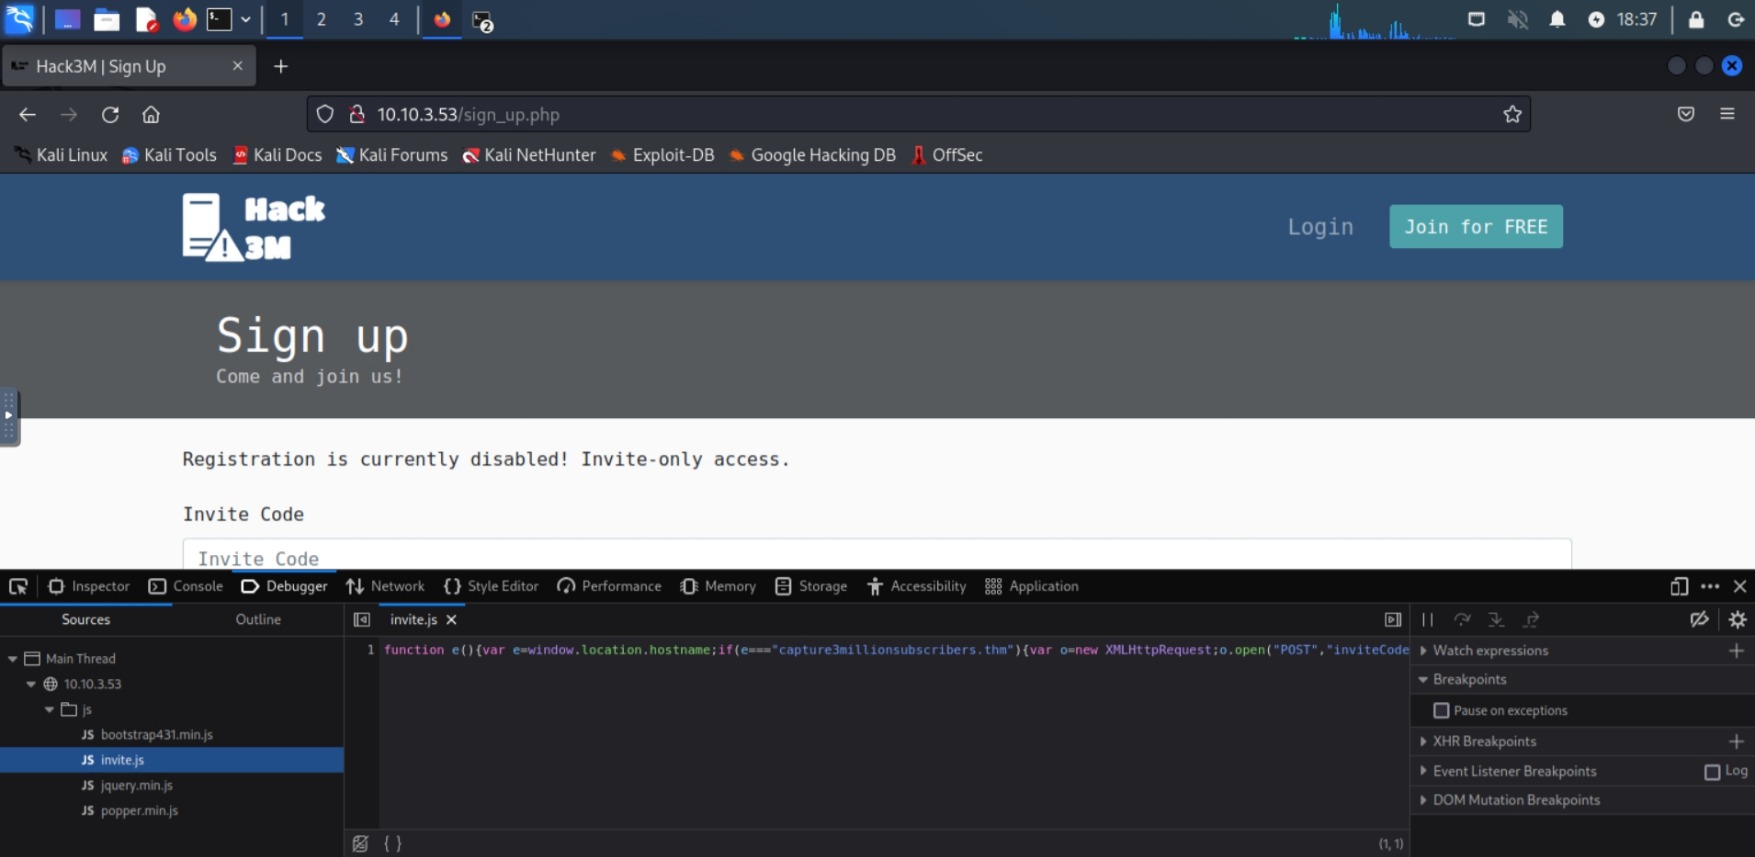 1 2 3 4 2 18:37
Hack3M | Sign Up
10.10.3.53/sign_up.php
Kali Linux Kali Tools Kali Docs Kali Forums Kali NetHunter Exploit-DB Google Hacking DB OffSec
Hack
3M
Login Join for FREE
Sign up
Come and join us!
Registration is currently disabled! Invite-only access.
Invite Code
Invite Code
Inspector Console Debugger Network Style Editor Performance Memory Storage Accessibility Application
Sources Outline invite.js
1 function e(){var e=window.location.hostname;if(e==="capture3millionsubscribers.thm"){var o=new XMLHttpRequest;o.open("POST","inviteCode
Main Thread
10.10.3.53
js
JS bootstrap431.min.js
JS invite.js
JS jquery.min.js
JS popper.min.js
{ } (1, 1)
Watch expressions
Breakpoints
Pause on exceptions
XHR Breakpoints
Event Listener Breakpoints Log
DOM Mutation Breakpoints